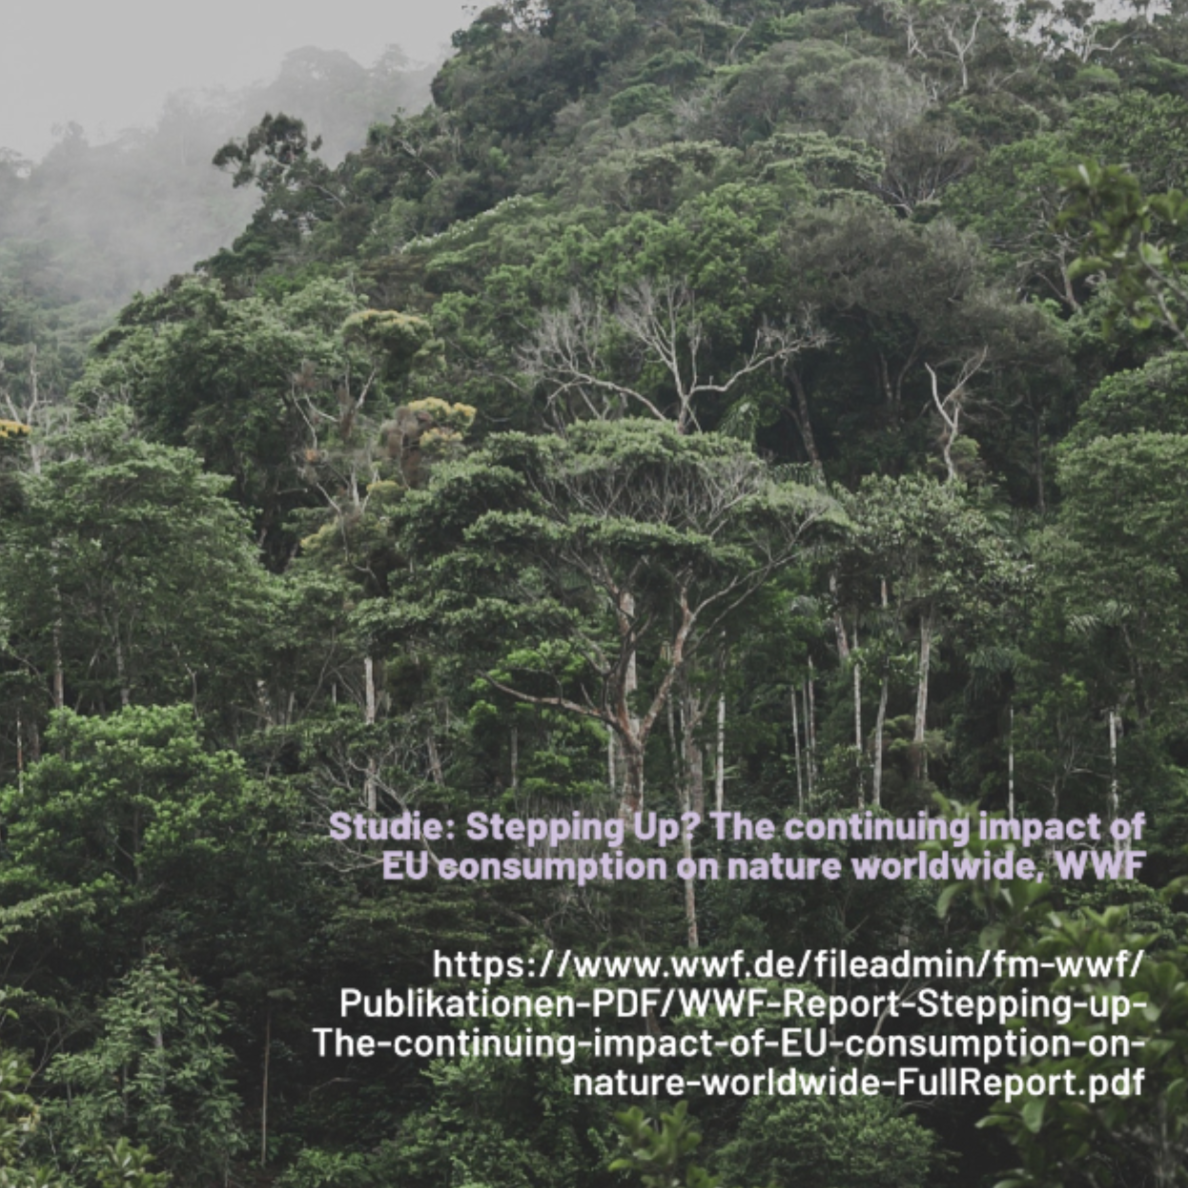 Studie: Stepping Up? The continuing impact of
EU consumption on nature worldwide, WWF
https://www.wwf.de/fileadmin/fm-wwf/
Publikationen-PDF/WWF-Report-Stepping-up-
The-continuing-impact-of-EU-consumption-on-
nature-worldwide-FullReport.pdf